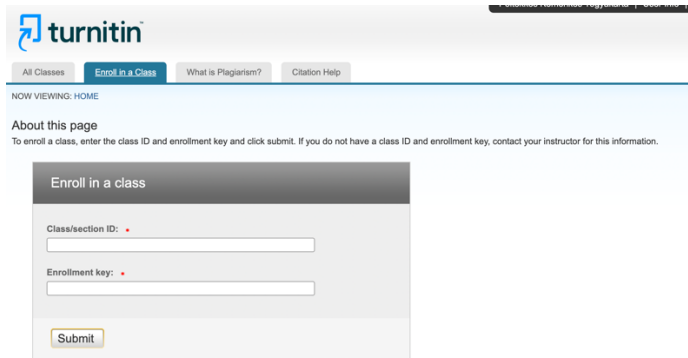 turnitin
All Classes Enroll in a Class What is Plagiarism? Citation Help
NOW VIEWING: HOME
About this page
To enroll a class, enter the class ID and enrollment key and click submit. If you do not have a class ID and enrollment key, contact your instructor for this information.
Enroll in a class
Class/section ID:
Enrollment key:
Submit